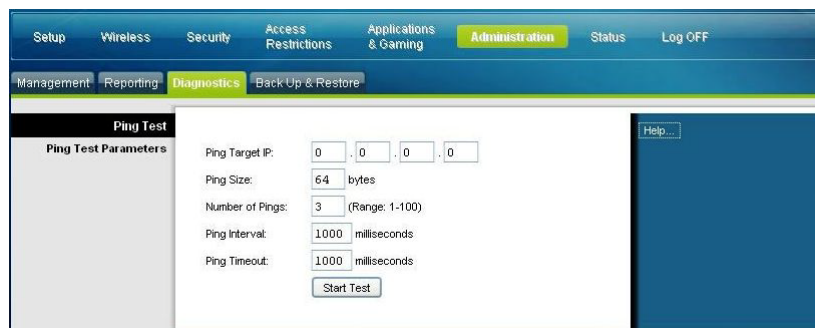 Setup Wireless Security Access Restrictions Applications & Gaming Administration Status Log OFF
Management Reporting Diagnostics Back Up & Restore
Ping Test
Help...
Ping Test Parameters
Ping Target IP: 0 . 0 . 0 . 0
Ping Size: 64 bytes
Number of Pings: 3 (Range: 1-100)
Ping Interval: 1000 milliseconds
Ping Timeout: 1000 milliseconds
Start Test